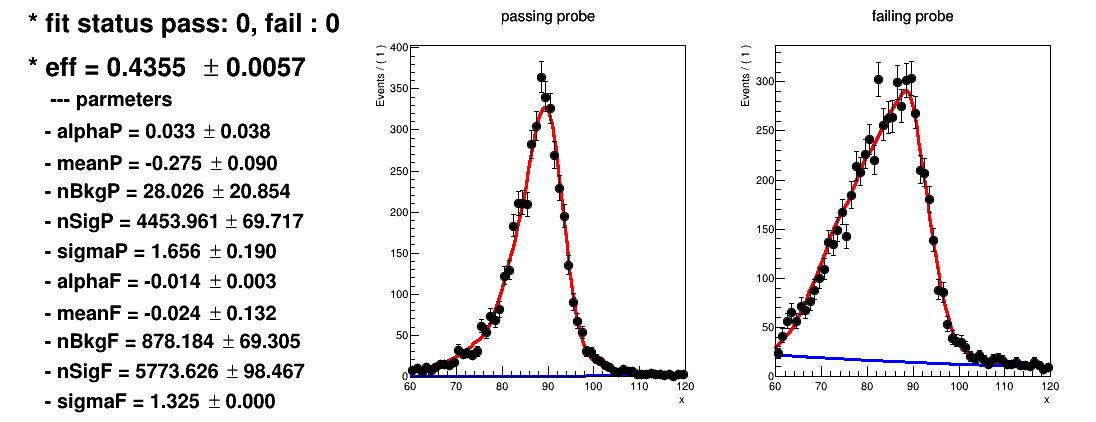 * fit status pass: 0, fail : 0
* eff = 0.4355 ± 0.0057
--- parmeters
- alphaP = 0.033 ± 0.038
- meanP = -0.275 ± 0.090
- nBkgP = 28.026 ± 20.854
- nSigP = 4453.961 ± 69.717
- sigmaP = 1.656 ± 0.190
- alphaF = -0.014 ± 0.003
- meanF = -0.024 ± 0.132
- nBkgF = 878.184 ± 69.305
- nSigF = 5773.626 ± 98.467
- sigmaF = 1.325 ± 0.000
passing probe
Events / ( 1 )
400
350
300
250
200
150
100
50
0
60 70 80 90 100 110 120
x
failing probe
Events / ( 1 )
300
250
200
150
100
50
0
60 70 80 90 100 110 120
x